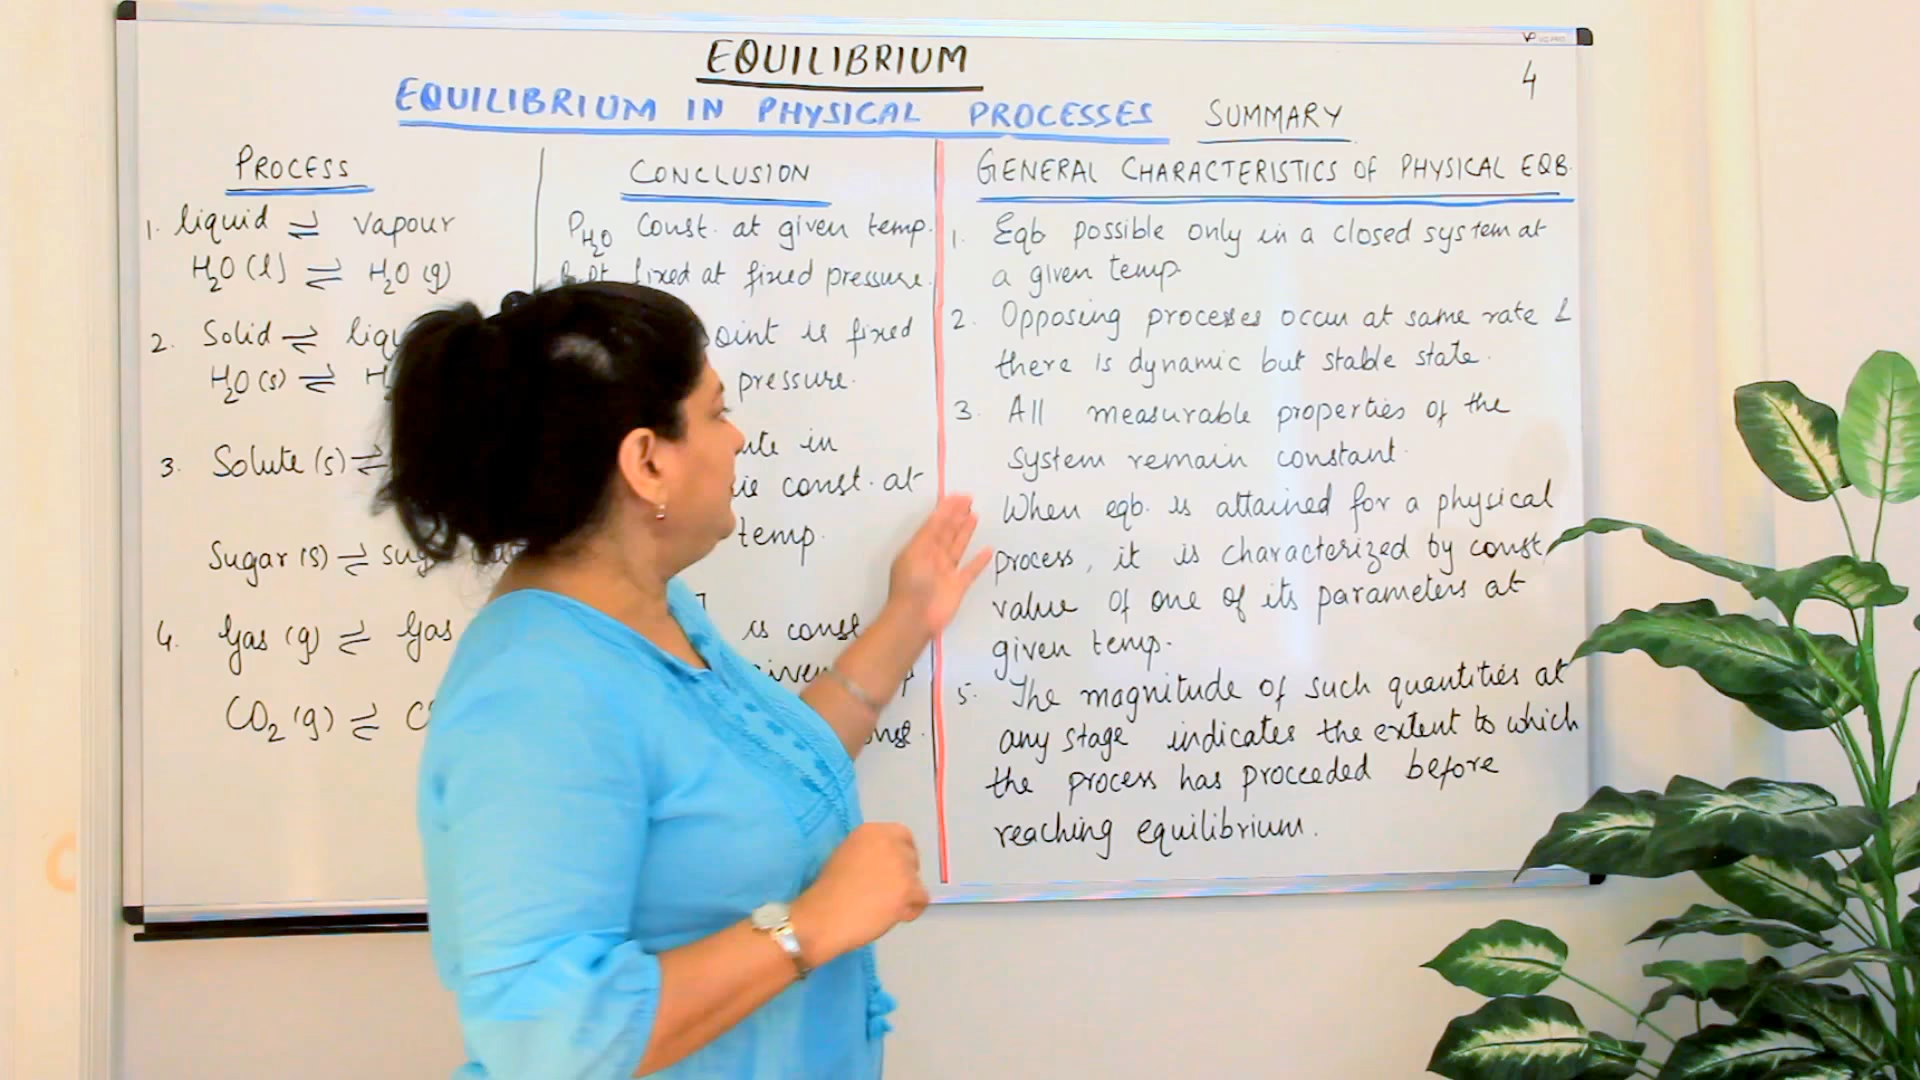 EQUILIBRIUM
4
EQUILIBRIUM IN PHYSICAL PROCESSES SUMMARY
PROCESS
1. liquid ⇌ vapour
H₂O (l) ⇌ H₂O (g)
2. Solid ⇌ liqu
H₂O (s) ⇌ H
3. Solute (s) ⇌
Sugar (s) ⇌ sug
4. Gas (g) ⇌ Gas
CO₂ (g) ⇌ C
CONCLUSION
P H₂O Const. at given temp.
fixed at fixed pressure.
oint is fixed
pressure.
in
const. at
temp.
is const
GENERAL CHARACTERISTICS OF PHYSICAL EQB.
1. Eqb possible only in a closed system at
a given temp.
2. Opposing processes occur at same rate &
there is dynamic but stable state.
3. All measurable properties of the
system remain constant.
When eqb. is attained for a physical
process, it is characterized by const.
value of one of its parameters at
given temp.
5. The magnitude of such quantities at
any stage indicates the extent to which
the process has proceeded before
reaching equilibrium.